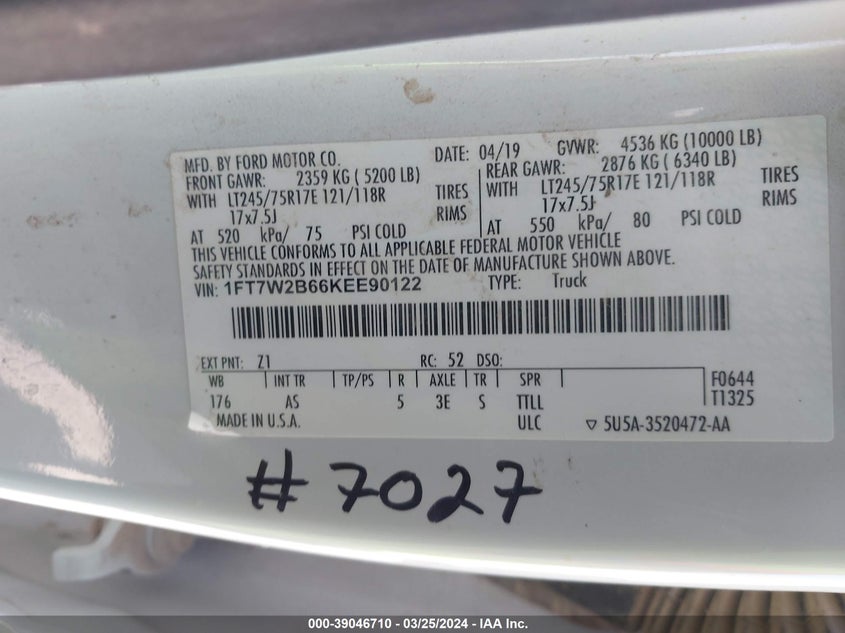 MFD. BY FORD MOTOR CO.
DATE: 04/19 GVWR: 4536 KG (10000 LB)
FRONT GAWR: 2359 KG ( 5200 LB)
REAR GAWR: 2876 KG ( 6340 LB)
WITH LT245/75R17E 121/118R TIRES
WITH LT245/75R17E 121/118R TIRES
17x7.5J RIMS
17x7.5J RIMS
AT 520 kPa/ 75 PSI COLD
AT 550 kPa/ 80 PSI COLD
THIS VEHICLE CONFORMS TO ALL APPLICABLE FEDERAL MOTOR VEHICLE
SAFETY STANDARDS IN EFFECT ON THE DATE OF MANUFACTURE SHOWN ABOVE.
VIN: 1FT7W2B66KEE90122 TYPE: Truck
EXT PNT: Z1 RC: 52 DSO:
WB INT TR TP/PS R AXLE TR SPR F0644
176 AS 5 3E S TTLL T1325
MADE IN U.S.A. ULC ▽ 5U5A-3520472-AA
#7027
000-39046710 - 03/25/2024 - IAA Inc.